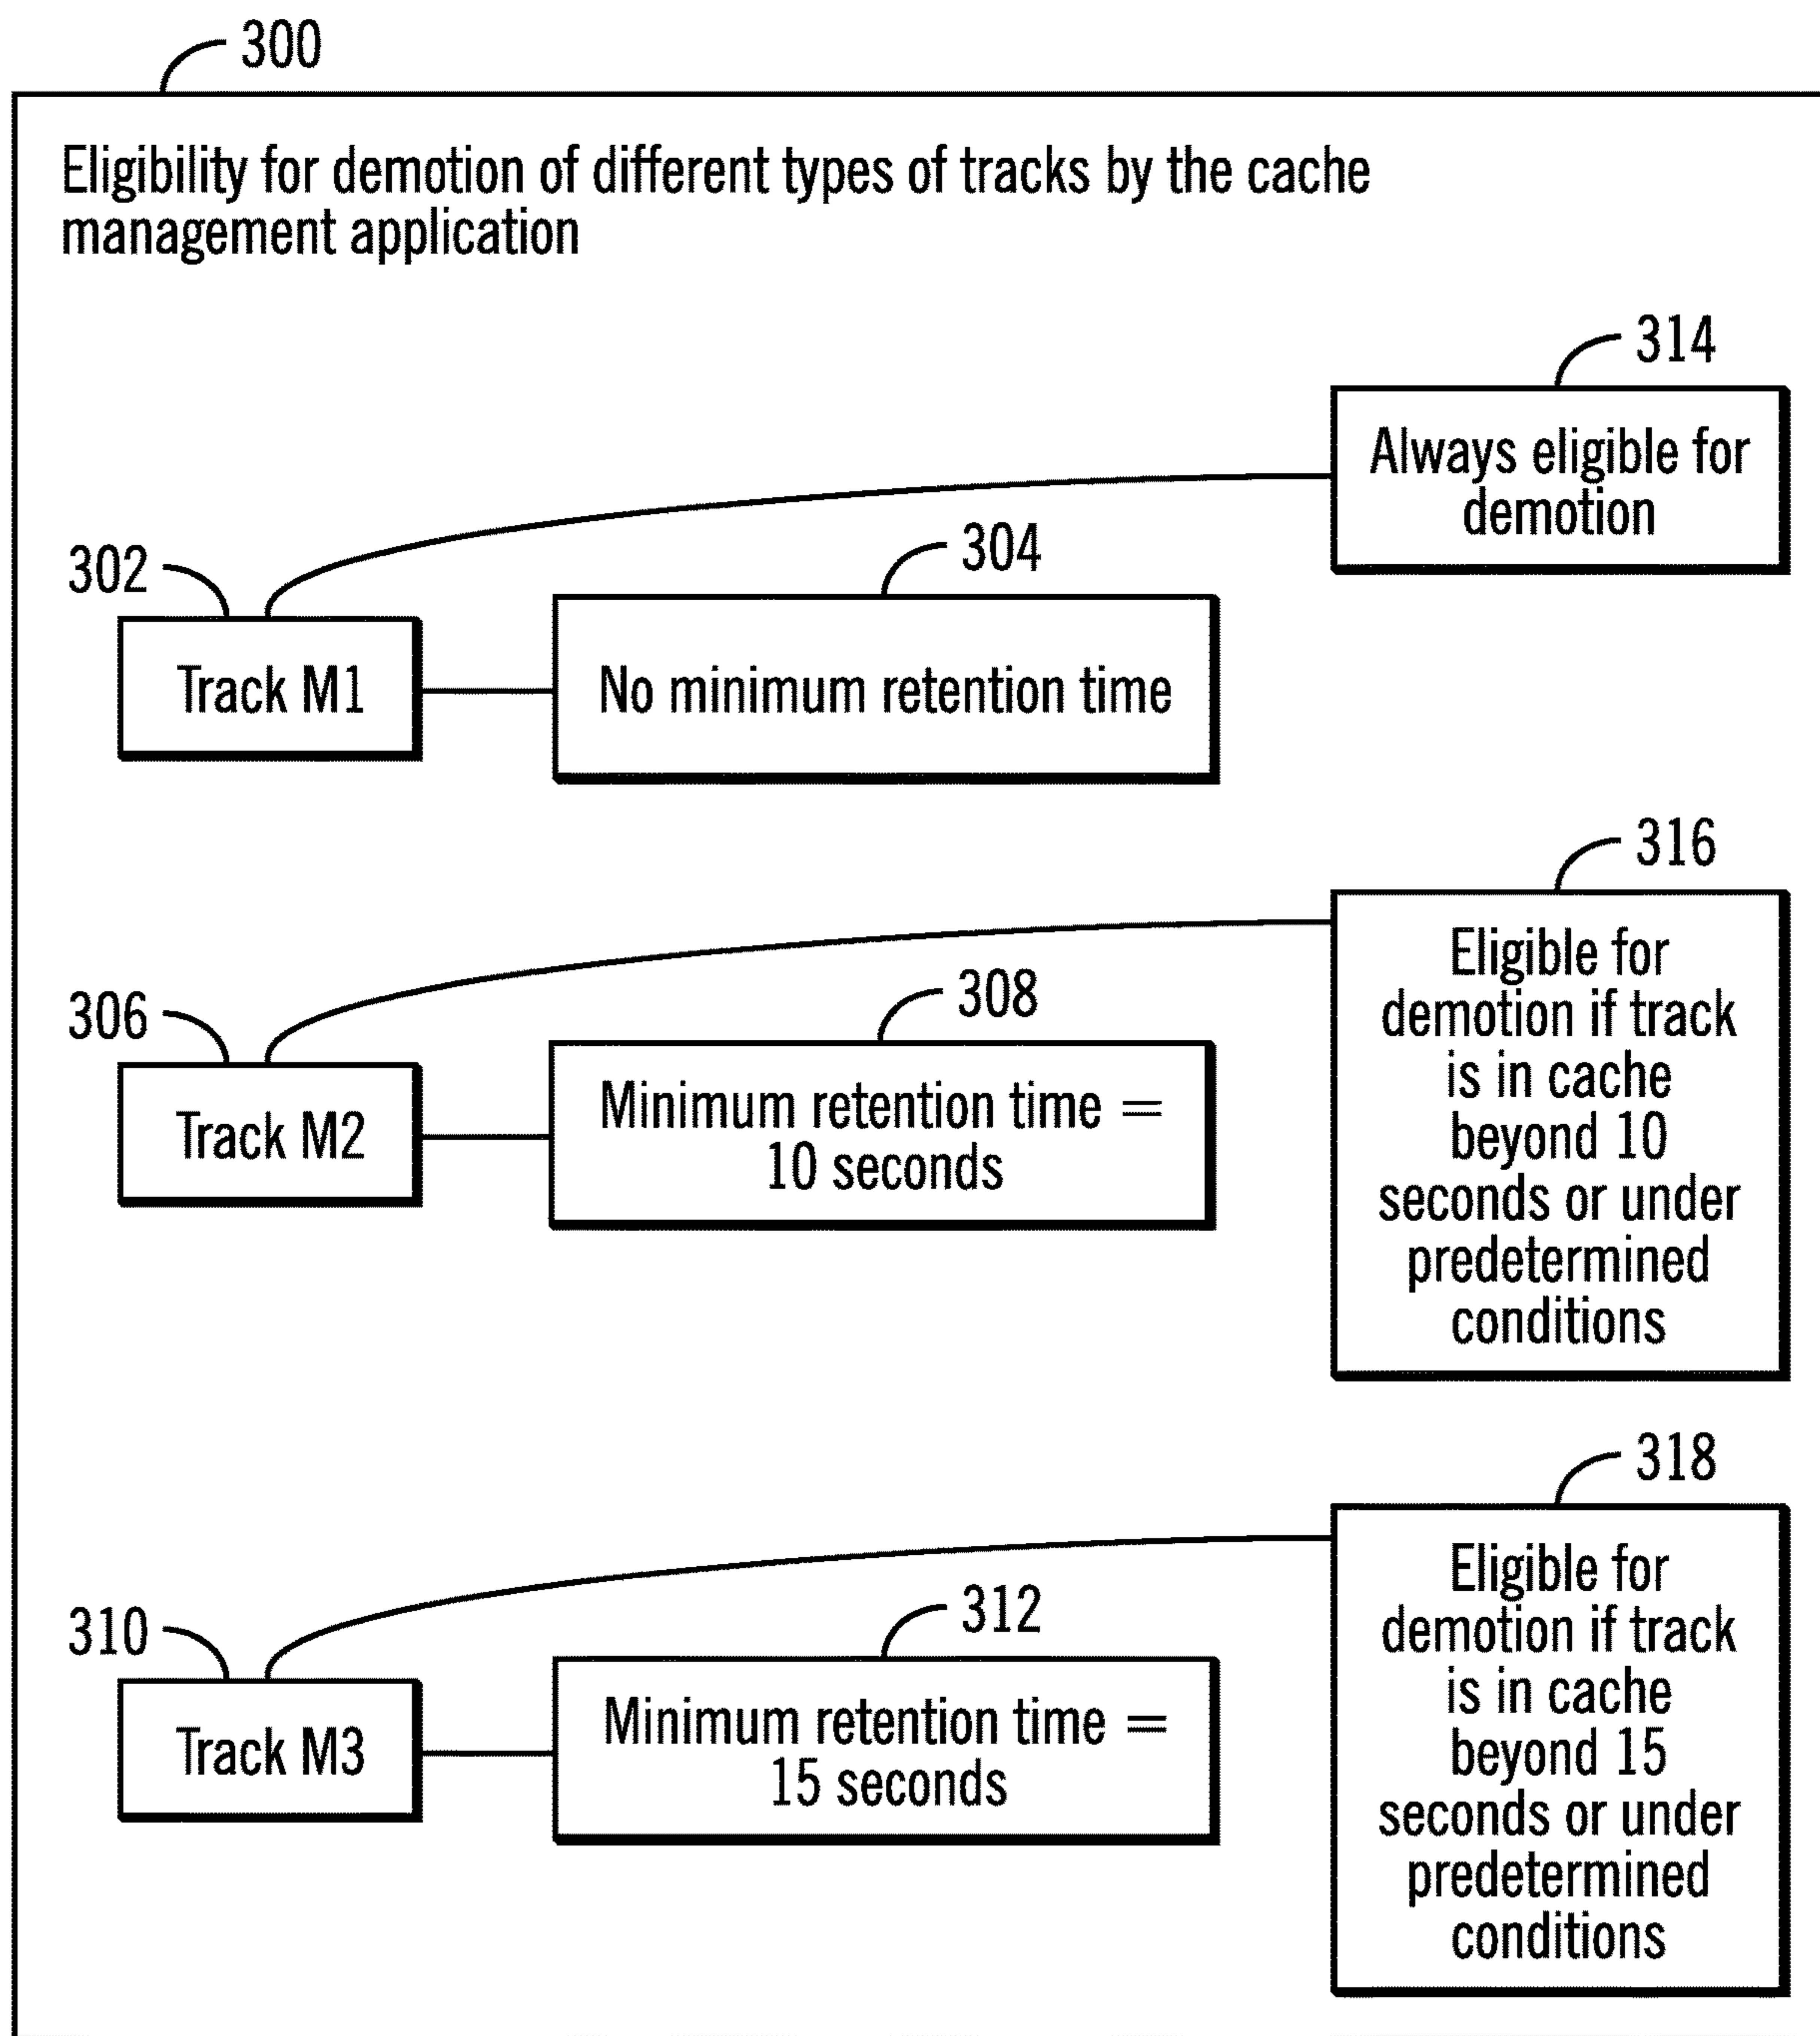 300
Eligibility for demotion of different types of tracks by the cache
management application
314
Always eligible for
demotion
302
304
Track M1
No minimum retention time
316
Eligible for
demotion if track
is in cache
beyond 10
seconds or under
predetermined
conditions
306
308
Track M2
Minimum retention time =
10 seconds
318
Eligible for
demotion if track
is in cache
beyond 15
seconds or under
predetermined
conditions
310
312
Track M3
Minimum retention time =
15 seconds